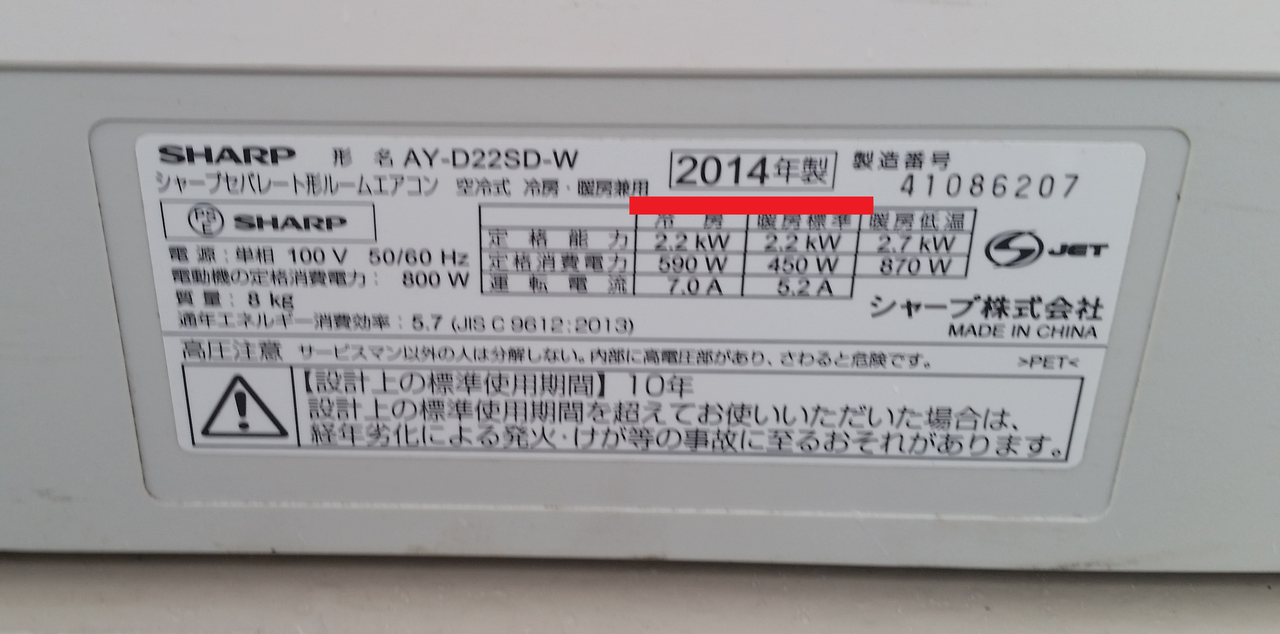 SHARP 形 名 AY-D22SD-W 2014年製 製造番号
シャープセパレート形ルームエアコン 空冷式 冷房・暖房兼用 41086207
PSE SHARP
冷 房 暖房標準 暖房低温
定 格 能 力 2.2 kW 2.2 kW 2.7 kW
定格消費電力 590 W 450 W 870 W
運 転 電 流 7.0 A 5.2 A
JET
電 源:単相 100 V 50/60 Hz
電動機の定格消費電力: 800 W
質 量:8 kg
通年エネルギー消費効率:5.7 (JIS C 9612:2013)
シャープ株式会社
MADE IN CHINA
高圧注意 サービスマン以外の人は分解しない。内部に高電圧部があり、さわると危険です。 >PET<
【設計上の標準使用期間】10年
設計上の標準使用期間を超えてお使いいただいた場合は、
経年劣化による発火・けが等の事故に至るおそれがあります。